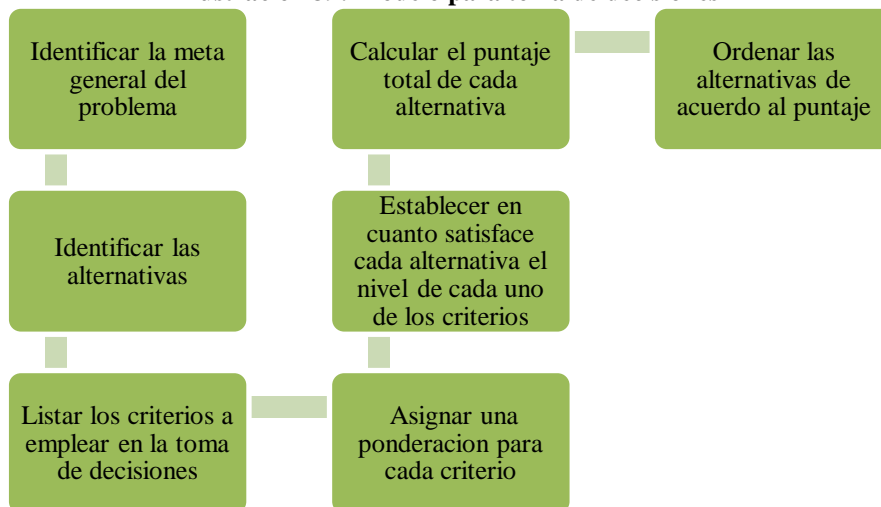 Identificar la meta
general del
problema
Identificar las
alternativas
Listar los criterios a
emplear en la toma
de decisiones
Asignar una
ponderacion para
cada criterio
Establecer en
cuanto satisface
cada alternativa el
nivel de cada uno
de los criterios
Calcular el puntaje
total de cada
alternativa
Ordenar las
alternativas de
acuerdo al puntaje